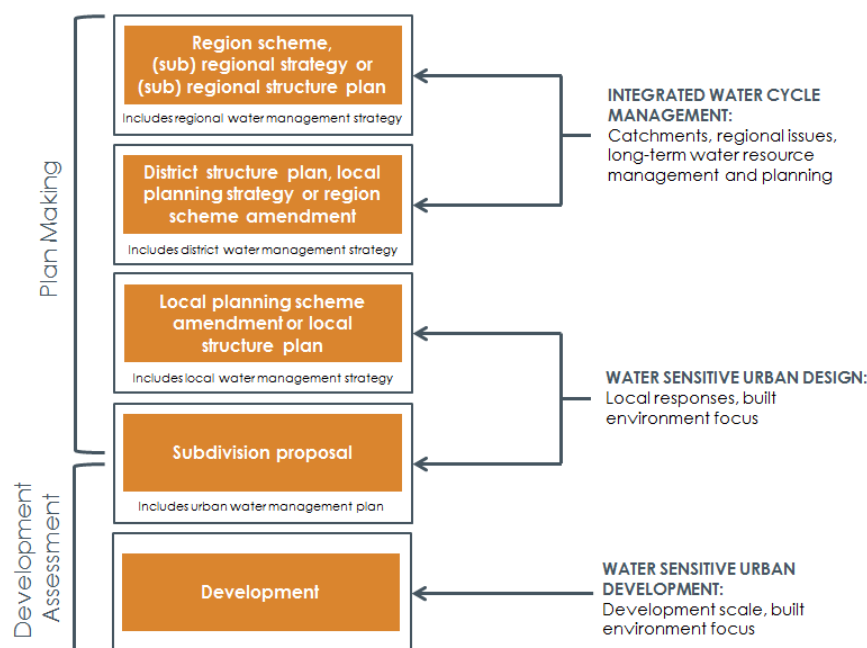 Plan Making
Region scheme,
(sub) regional strategy or
(sub) regional structure plan
Includes regional water management strategy
District structure plan, local
planning strategy or region
scheme amendment
Includes district water management strategy
INTEGRATED WATER CYCLE
MANAGEMENT:
Catchments, regional issues,
long-term water resource
management and planning
Local planning scheme
amendment or local
structure plan
Includes local water management strategy
Subdivision proposal
Includes urban water management plan
WATER SENSITIVE URBAN DESIGN:
Local responses, built
environment focus
Development
Assessment
Development
WATER SENSITIVE URBAN
DEVELOPMENT:
Development scale, built
environment focus